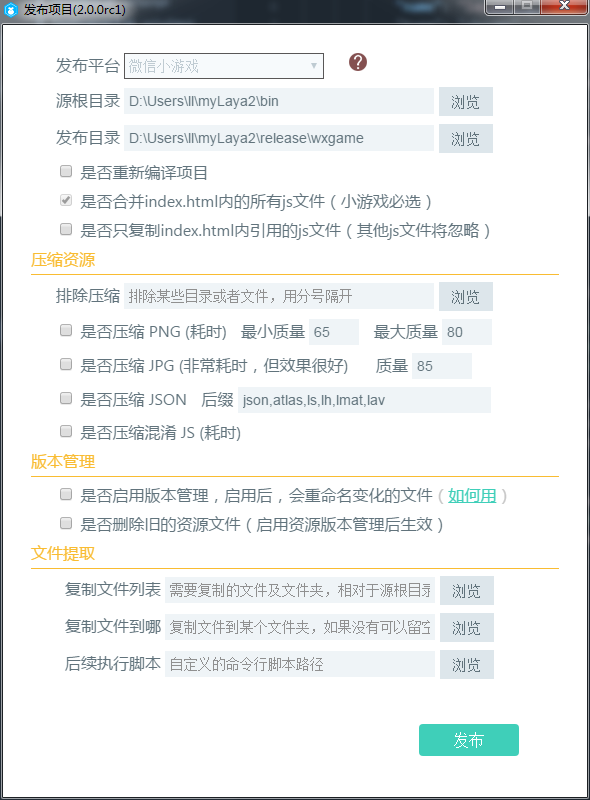 发布项目(2.0.0rc1)
发布平台 微信小游戏
源根目录 D:\Users\ll\myLaya2\bin 浏览
发布目录 D:\Users\ll\myLaya2\release\wxgame 浏览
是否重新编译项目
是否合并index.html内的所有js文件（小游戏必选）
是否只复制index.html内引用的js文件（其他js文件将忽略）
压缩资源
排除压缩 排除某些目录或者文件，用分号隔开 浏览
是否压缩 PNG (耗时) 最小质量 65 最大质量 80
是否压缩 JPG (非常耗时，但效果很好) 质量 85
是否压缩 JSON 后缀 json,atlas,ls,lh,lmat,lav
是否压缩混淆 JS (耗时)
版本管理
是否启用版本管理，启用后，会重命名变化的文件（如何用）
是否删除旧的资源文件（启用资源版本管理后生效）
文件提取
复制文件列表 需要复制的文件及文件夹，相对于源根目录 浏览
复制文件到哪 复制文件到某个文件夹，如果没有可以留空 浏览
后续执行脚本 自定义的命令行脚本路径 浏览
发布